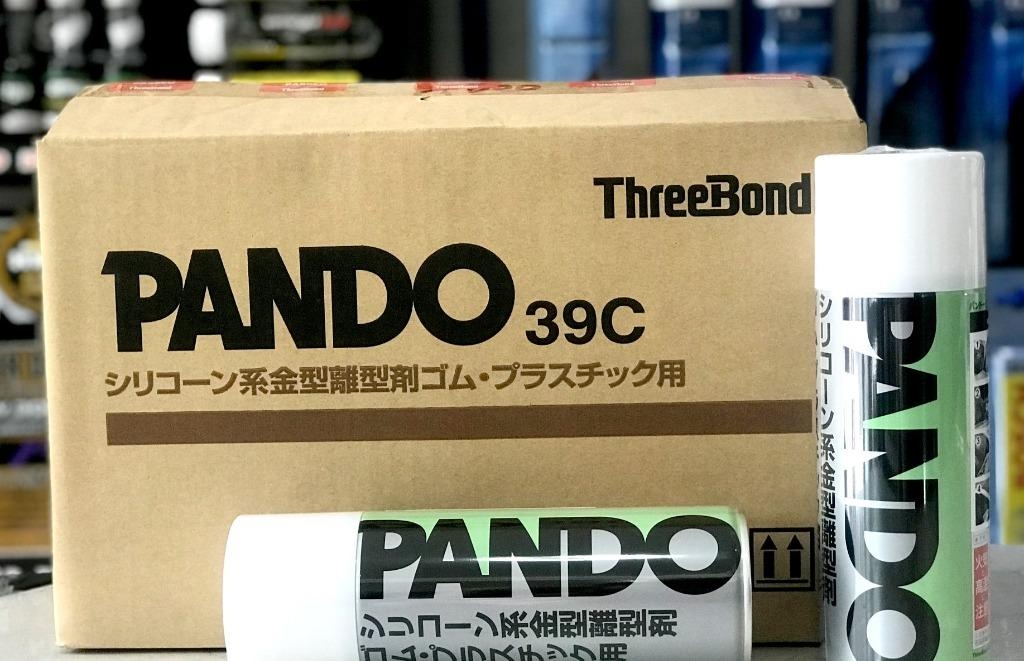 ThreeBond
PANDO 39C
シリコーン系金型離型剤ゴム・プラスチック用
PANDO
シリコーン系金型離型剤
ゴム・プラスチック用
PANDO
シリコーン系金型離型剤